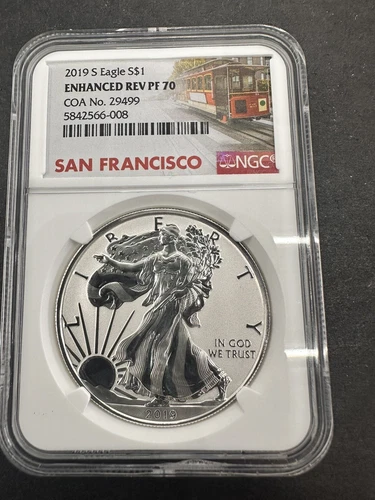 2019 S Eagle S$1
ENHANCED REV PF 70
COA No. 29499
5842566-008
SAN FRANCISCO
NGC®
LIBERTY
IN GOD
WE TRUST
2019